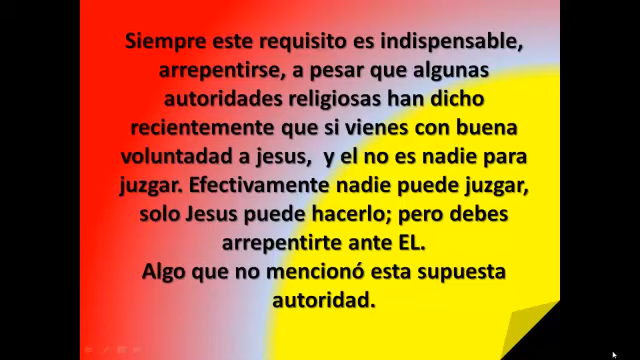 Siempre este requisito es indispensable,
arrepentirse, a pesar que algunas
autoridades religiosas han dicho
recientemente que si vienes con buena
voluntadad a jesus,  y el no es nadie para
juzgar. Efectivamente nadie puede juzgar,
solo Jesus puede hacerlo; pero debes
arrepentirte ante EL.
Algo que no mencionó esta supuesta
autoridad.